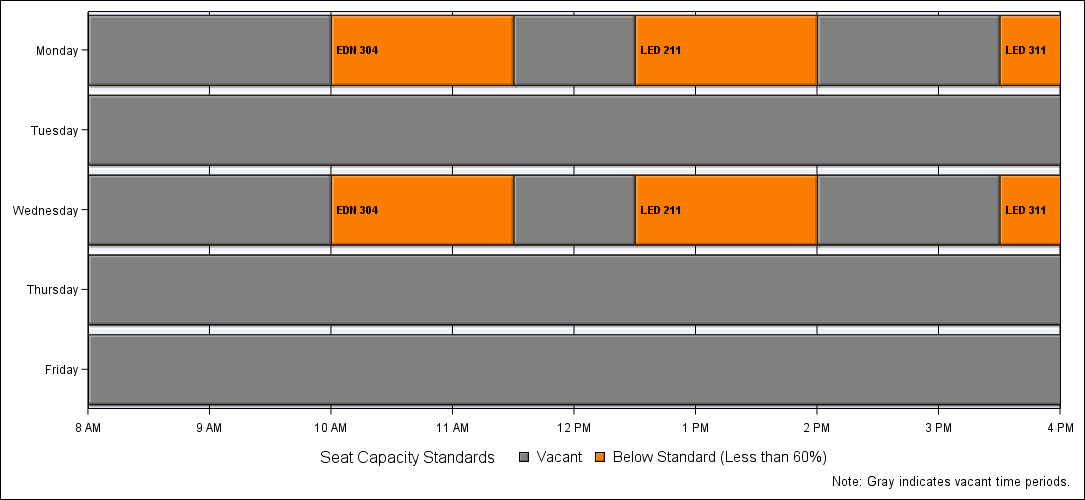 Monday
EDN 304 LED 211 LED 311
Tuesday
Wednesday
EDN 304 LED 211 LED 311
Thursday
Friday
8 AM 9 AM 10 AM 11 AM 12 PM 1 PM 2 PM 3 PM 4 PM
Seat Capacity Standards Vacant Below Standard (Less than 60%)
Note: Gray indicates vacant time periods.